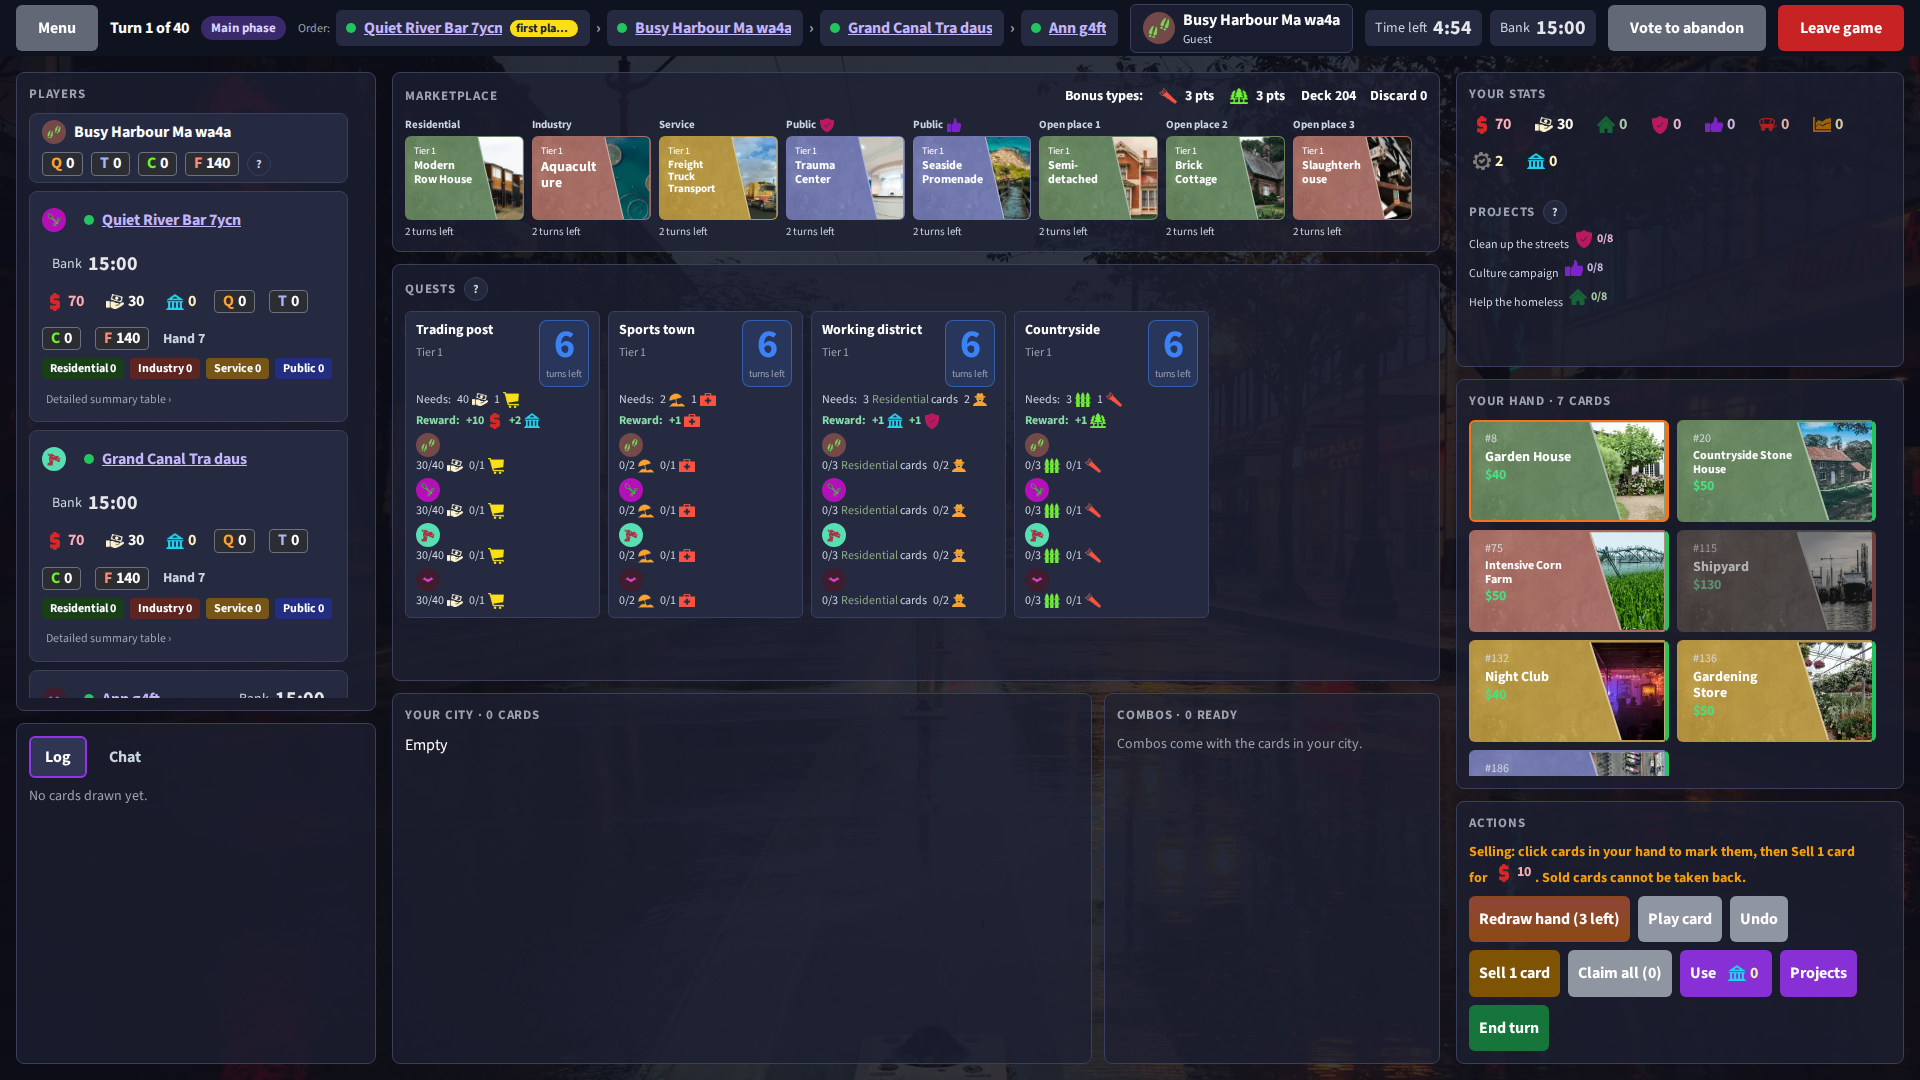 Menu
Turn 1 of 40
Main phase
Order:
Quiet River Bar 7ycn
first pla...
›
Busy Harbour Ma wa4a
›
Grand Canal Tra daus
›
Ann g4ft
Busy Harbour Ma wa4a
Guest
Time left 4:54
Bank 15:00
Vote to abandon
Leave game
PLAYERS
Busy Harbour Ma wa4a
Q 0
T 0
C 0
F 140
?
Quiet River Bar 7ycn
Bank 15:00
70
30
0
Q 0
T 0
C 0
F 140
Hand 7
Residential 0
Industry 0
Service 0
Public 0
Detailed summary table ›
Grand Canal Tra daus
Bank 15:00
70
30
0
Q 0
T 0
C 0
F 140
Hand 7
Residential 0
Industry 0
Service 0
Public 0
Detailed summary table ›
Ann g4ft
Bank 15:00
Log
Chat
No cards drawn yet.
MARKETPLACE
Bonus types:
3 pts
3 pts
Deck 204
Discard 0
Residential
Tier 1
Modern
Row House
2 turns left
Industry
Tier 1
Aquacult
ure
2 turns left
Service
Tier 1
Freight
Truck
Transport
2 turns left
Public
Tier 1
Trauma
Center
2 turns left
Public
Tier 1
Seaside
Promenade
2 turns left
Open place 1
Tier 1
Semi-
detached
2 turns left
Open place 2
Tier 1
Brick
Cottage
2 turns left
Open place 3
Tier 1
Slaughterh
ouse
2 turns left
QUESTS
?
Trading post
Tier 1
6
turns left
Needs: 40 1
Reward: +10 +2
30/40 0/1
30/40 0/1
30/40 0/1
30/40 0/1
Sports town
Tier 1
6
turns left
Needs: 2 1
Reward: +1
0/2 0/1
0/2 0/1
0/2 0/1
0/2 0/1
Working district
Tier 1
6
turns left
Needs: 3 Residential cards 2
Reward: +1 +1
0/3 Residential cards 0/2
0/3 Residential cards 0/2
0/3 Residential cards 0/2
0/3 Residential cards 0/2
Countryside
Tier 1
6
turns left
Needs: 3 1
Reward: +1
0/3 0/1
0/3 0/1
0/3 0/1
0/3 0/1
YOUR CITY · 0 CARDS
Empty
COMBOS · 0 READY
Combos come with the cards in your city.
YOUR STATS
70
30
0
0
0
0
0
2
0
PROJECTS
?
Clean up the streets 0/8
Culture campaign 0/8
Help the homeless 0/8
YOUR HAND · 7 CARDS
#8
Garden House
$40
#20
Countryside Stone
House
$50
#75
Intensive Corn
Farm
$50
#115
Shipyard
$130
#132
Night Club
$40
#136
Gardening
Store
$50
#186
ACTIONS
Selling: click cards in your hand to mark them, then Sell 1 card
for 10 . Sold cards cannot be taken back.
Redraw hand (3 left)
Play card
Undo
Sell 1 card
Claim all (0)
Use 0
Projects
End turn